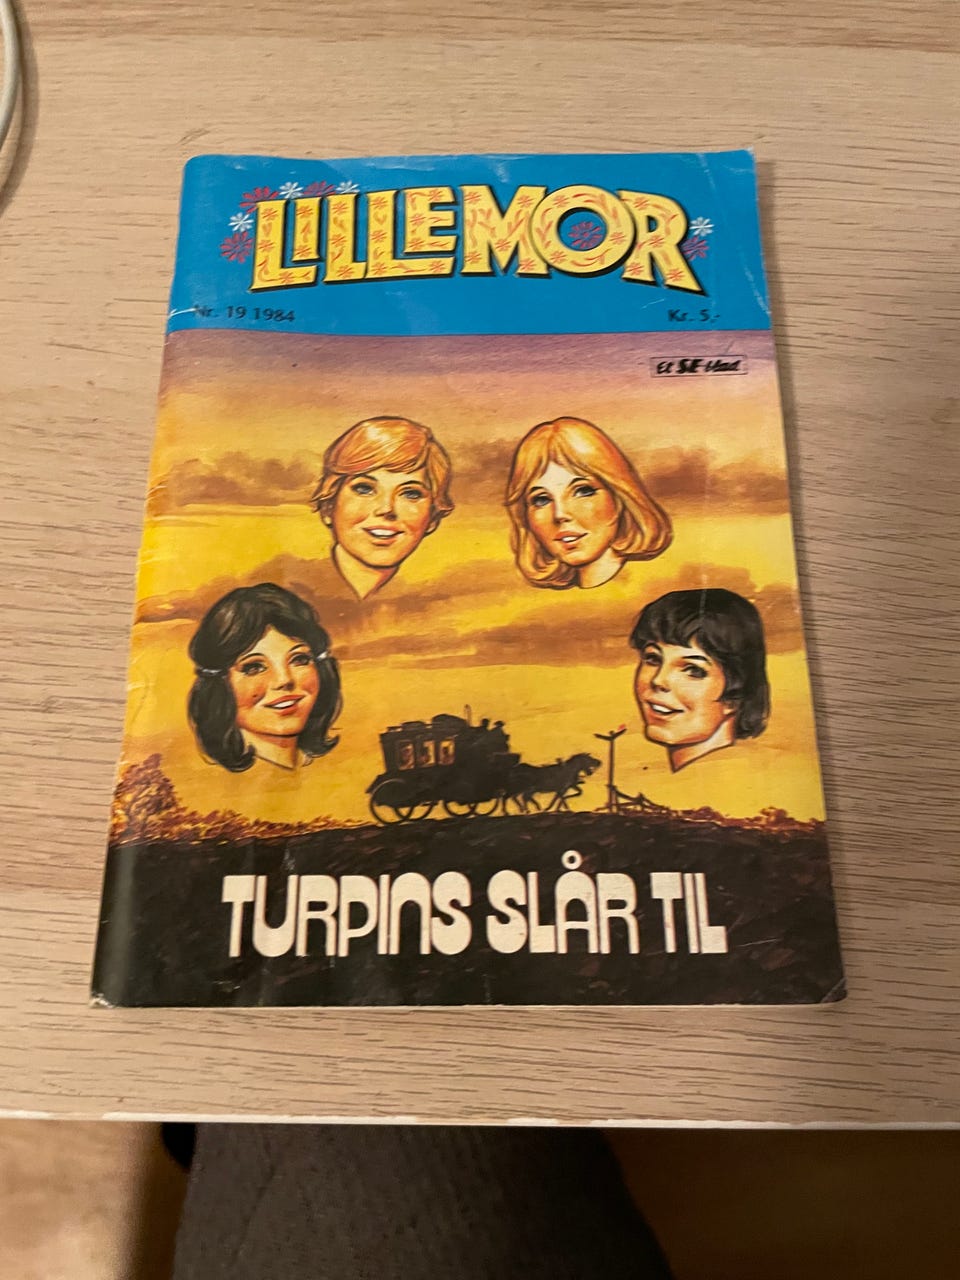 LILLEMOR
Nr. 19 1984
Kr. 5,-
Et SE-blad
TURPINS SLÅR TIL